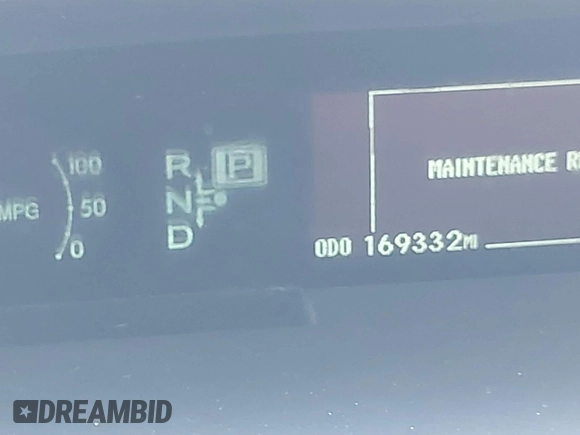 100
MPG 50
0
R P
N
D
MAINTENANCE
ODO 169332MI
DREAMBID